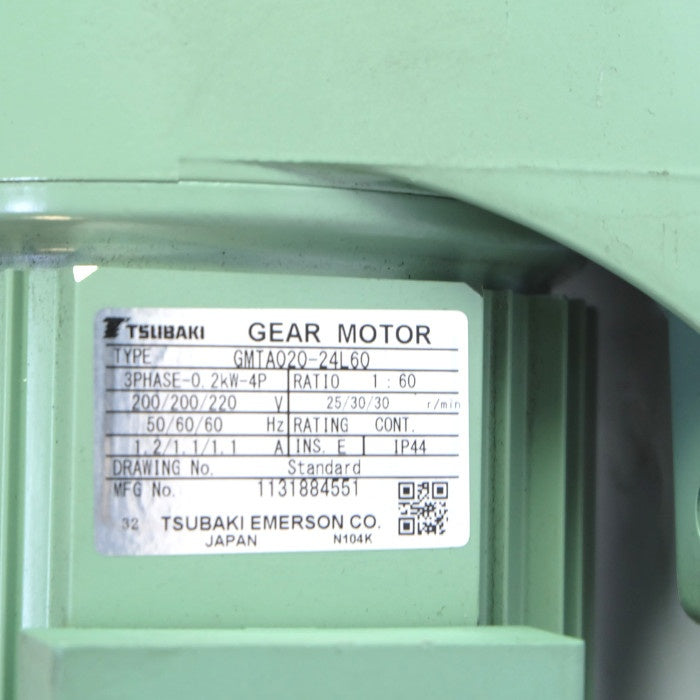 TSUBAKI GEAR MOTOR
TYPE GMTA020-24L60
3PHASE-0.2kW-4P RATIO 1:60
200/200/220 V 25/30/30 r/min
50/60/60 Hz RATING CONT.
1.2/1.1/1.1 A INS. E IP44
DRAWING No. Standard
MFG No. 1131884551
32 TSUBAKI EMERSON CO.
JAPAN N104K